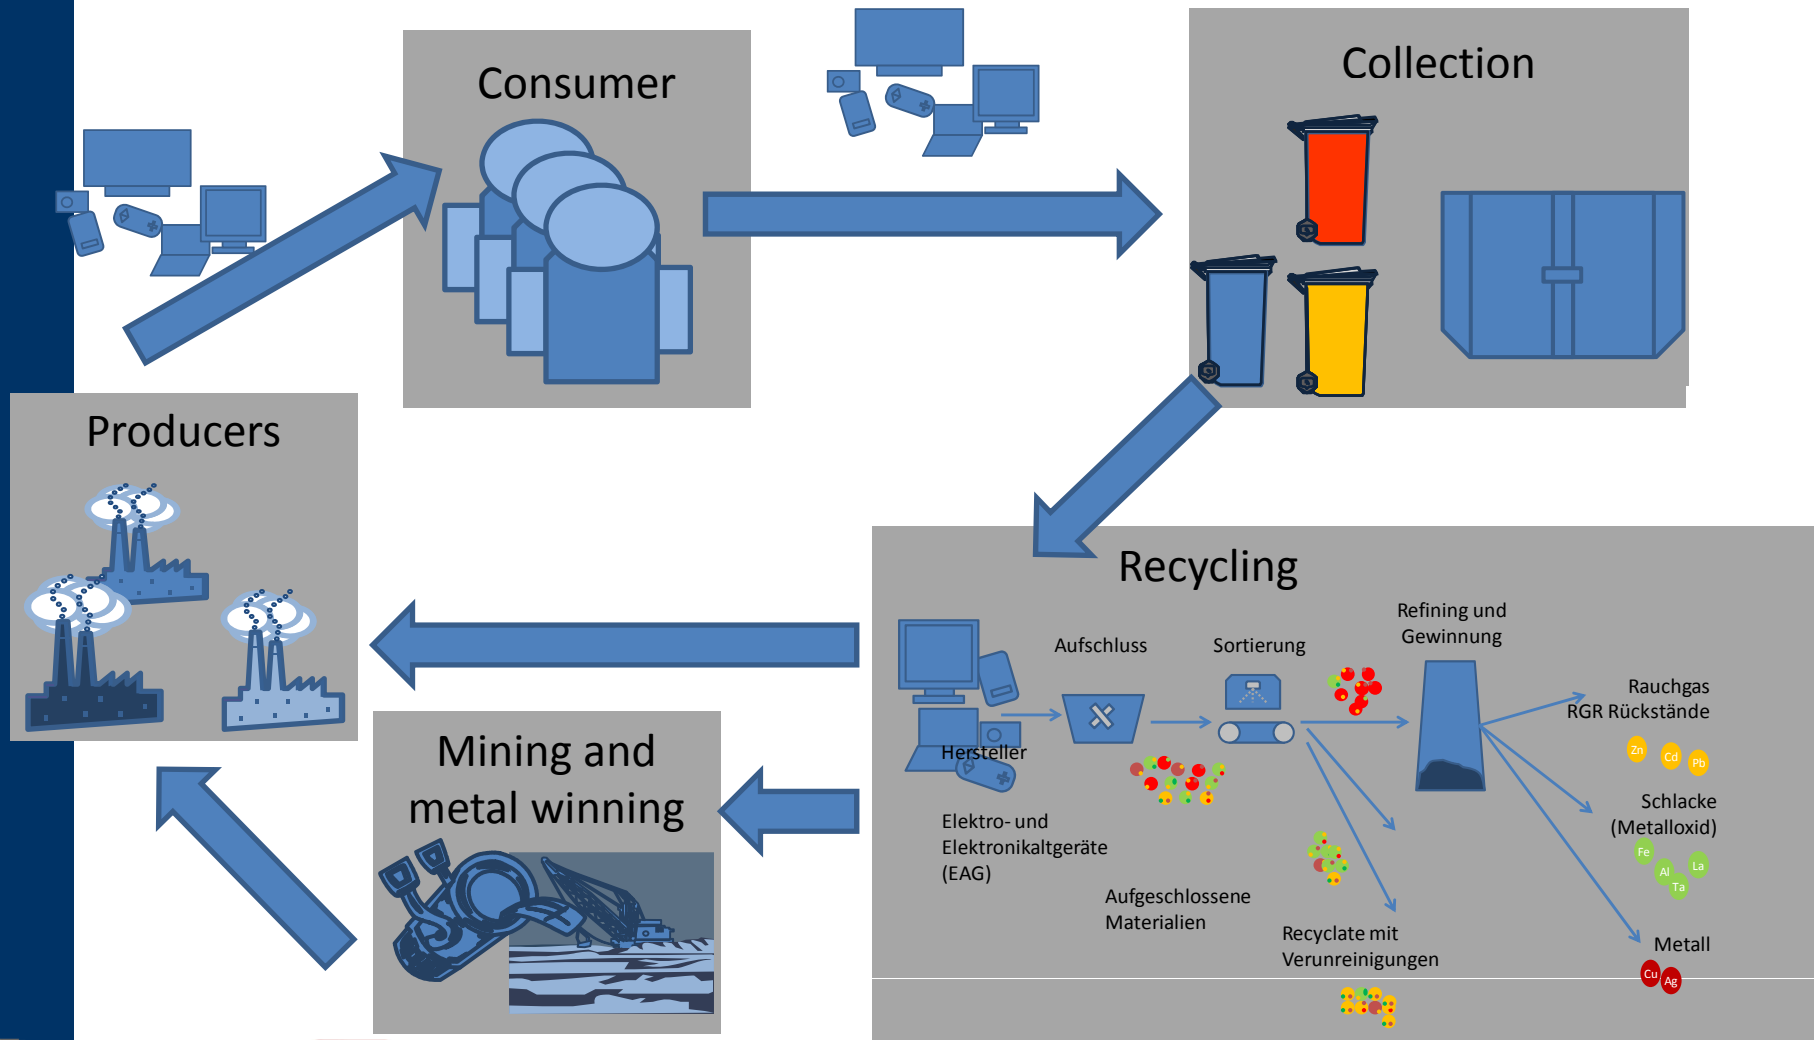 Consumer
Collection
Producers
Mining and
metal winning
Recycling
Hersteller
Elektro- und
Elektronikaltgeräte
(EAG)
Aufschluss
Aufgeschlossene
Materialien
Sortierung
Recyclate mit
Verunreinigungen
Refining und
Gewinnung
Rauchgas
RGR Rückstände
Zn
Cd
Pb
Schlacke
(Metalloxid)
Fe
Al
Ta
La
Metall
Cu
Ag